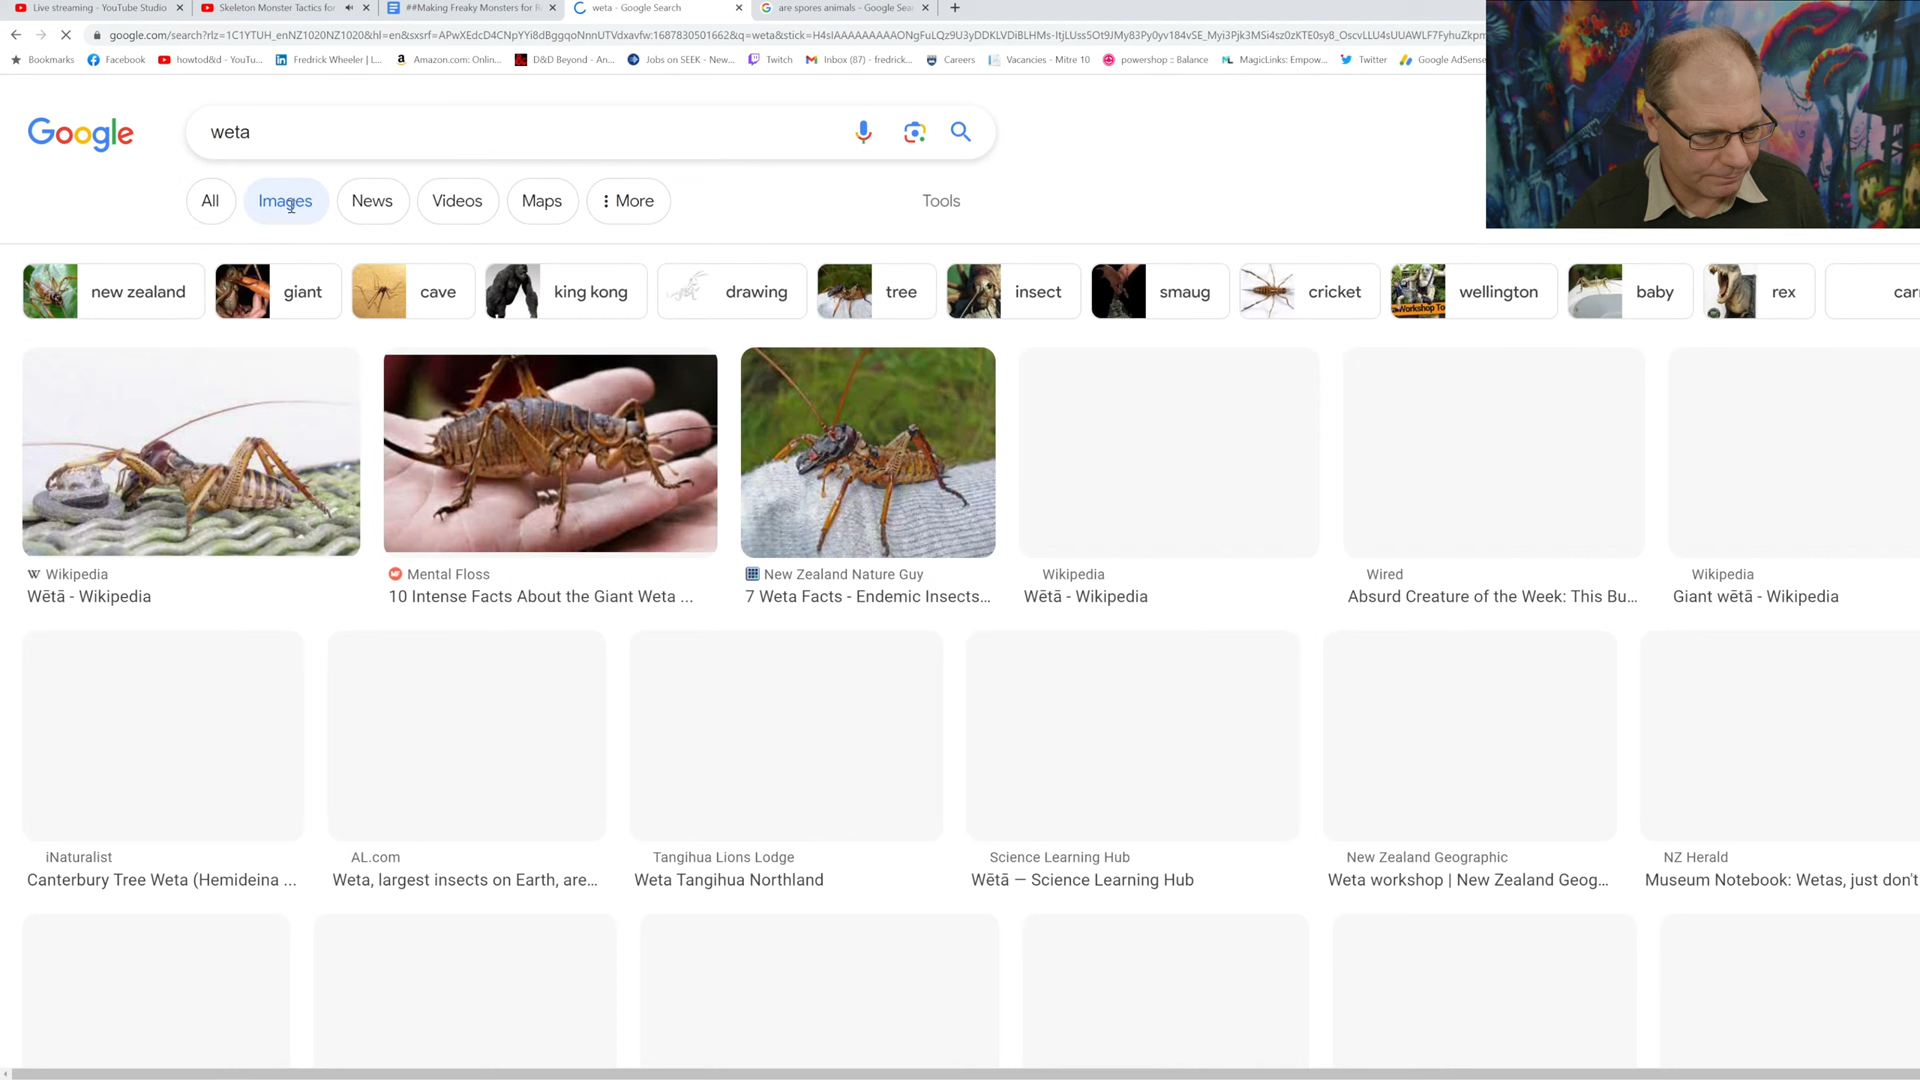 Live streaming - YouTube Studio
Skeleton Monster Tactics for
##Making Freaky Monsters for R
weta - Google Search
are spores animals - Google Sear
google.com/search?rlz=1C1YTUH_enNZ1020NZ1020&hl=en&sxsrf=APwXEdcD4CNpYYi8dBggqoNnnUTVdxavfw:1687830501662&q=weta&stick=
Bookmarks Facebook howtod&d - YouTu... Fredrick Wheeler | L... Amazon.com: Onlin... D&D Beyond - An... Jobs on SEEK - New... Twitch Inbox (87) - fredrick... Careers Vacancies - Mitre 10 powershop :: Balance MagicLinks: Empow... Twitter Google AdSense
Google
weta
All Images News Videos Maps More Tools
new zealand giant cave king kong drawing tree insect smaug cricket wellington baby rex car
Workshop To
Wikipedia Mental Floss New Zealand Nature Guy Wikipedia Wired Wikipedia
Wētā - Wikipedia 10 Intense Facts About the Giant Weta ... 7 Weta Facts - Endemic Insects... Wētā - Wikipedia Absurd Creature of the Week: This Bu... Giant wētā - Wikipedia
iNaturalist AL.com Tangihua Lions Lodge Science Learning Hub New Zealand Geographic NZ Herald
Canterbury Tree Weta (Hemideina ... Weta, largest insects on Earth, are... Weta Tangihua Northland Wētā — Science Learning Hub Weta workshop | New Zealand Geog... Museum Notebook: Wetas, just don't